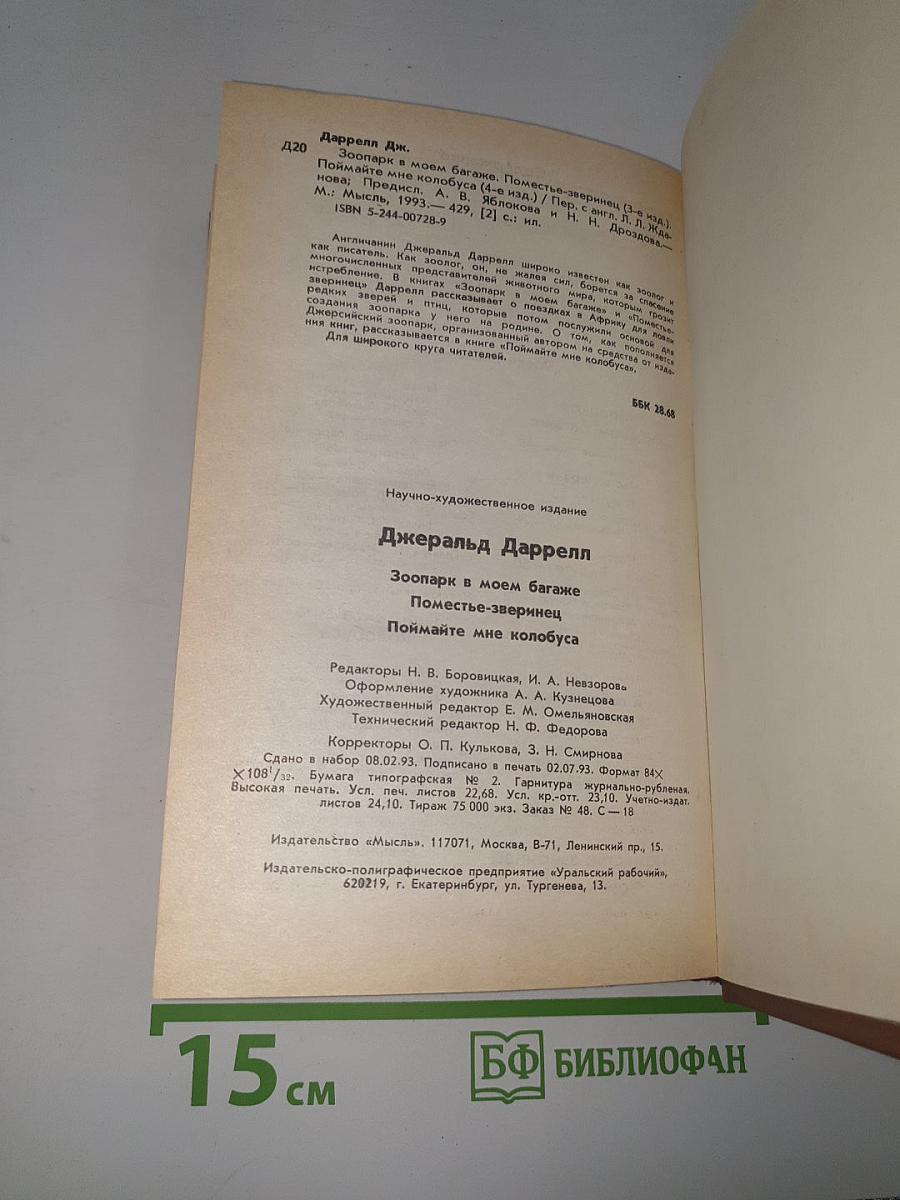 Даррелл Дж.
Д20 Зоопарк в моем багаже. Поместье-зверинец (3-е изд.).
Поймайте мне колобуса (4-е изд.) / Пер. с англ. Л. Л. Жда-
нова; Предисл. А. В. Яблокова и Н. Н. Дроздова.—
М.: Мысль, 1993.— 429, [2] с.: ил.
ISBN 5-244-00728-9
Англичанин Джеральд Даррелл широко известен как зоолог и
как писатель. Как зоолог, он, не жалея сил, борется за спасение
многочисленных представителей животного мира, которым грозит
истребление. В книгах «Зоопарк в моем багаже» и «Поместье-
зверинец» Даррелл рассказывает о поездках в Африку для ловли
редких зверей и птиц, которые потом послужили основой для
создания зоопарка у него на родине. О том, как пополняется
Джерсийский зоопарк, организованный автором на средства от изда-
ния книг, рассказывается в книге «Поймайте мне колобуса».
Для широкого круга читателей.
ББК 28.68
Научно-художественное издание
Джеральд Даррелл
Зоопарк в моем багаже
Поместье-зверинец
Поймайте мне колобуса
Редакторы Н. В. Боровицкая, И. А. Невзорова
Оформление художника А. А. Кузнецова
Художественный редактор Е. М. Омельяновская
Технический редактор Н. Ф. Федорова
Корректоры О. П. Кулькова, З. Н. Смирнова
Сдано в набор 08.02.93. Подписано в печать 02.07.93. Формат 84×
×108¹/₃₂. Бумага типографская № 2. Гарнитура журнально-рубленая.
Высокая печать. Усл. печ. листов 22,68. Усл. кр.-отт. 23,10. Учетно-издат.
листов 24,10. Тираж 75 000 экз. Заказ № 48. С — 18
Издательство «Мысль». 117071, Москва, В-71, Ленинский пр., 15.
Издательско-полиграфическое предприятие «Уральский рабочий»,
620219, г. Екатеринбург, ул. Тургенева, 13.
15 см
БФ БИБЛИОФАН